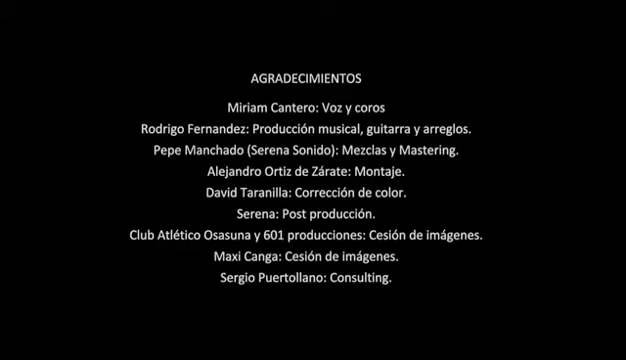 AGRADECIMIENTOS
Miriam Cantero: Voz y coros
Rodrigo Fernandez: Producción musical, guitarra y arreglos.
Pepe Manchado (Serena Sonido): Mezclas y Mastering.
Alejandro Ortiz de Zárate: Montaje.
David Taranilla: Corrección de color.
Serena: Post producción.
Club Atlético Osasuna y 601 producciones: Cesión de imágenes.
Maxi Canga: Cesión de imágenes.
Sergio Puertollano: Consulting.